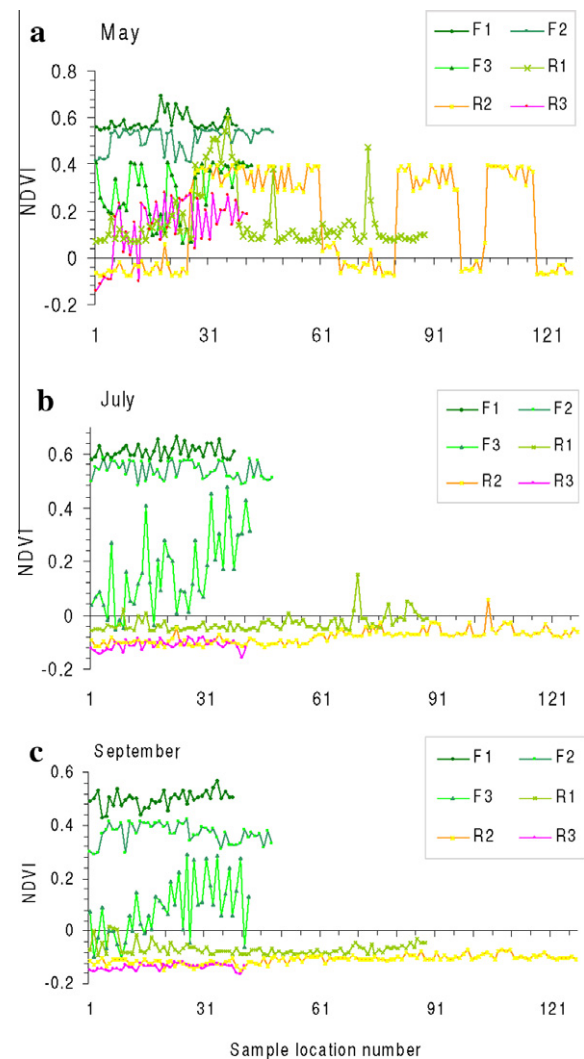 a May
F1 F2
F3 R1
R2 R3
0.8
0.6
0.4
0.2
0
-0.2
NDVI
1 31 61 91 121
b July
F1 F2
F3 R1
R2 R3
0.6
0.4
0.2
0
-0.2
NDVI
1 31 61 91 121
c September
F1 F2
F3 R1
R2 R3
0.6
0.4
0.2
0
-0.2
NDVI
1 31 61 91 121
Sample location number